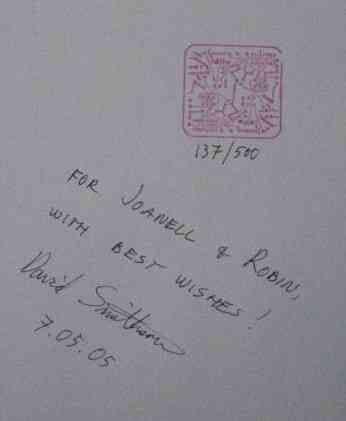 137/500
FOR JOANELL & ROBIN,
WITH BEST WISHES!
David
7.05.05